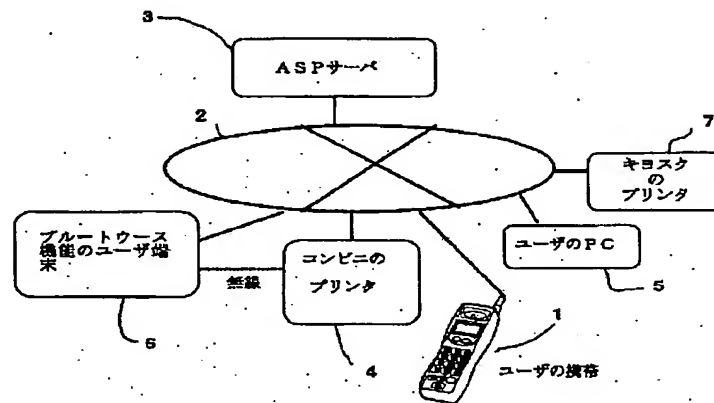 3
ASPサーバ
2
7
キヨスク
の
プリンタ
ブルートウース
機能のユーザ端
末
無線
コンビニの
プリンタ
ユーザのPC
5
6
4
1
ユーザの携帯